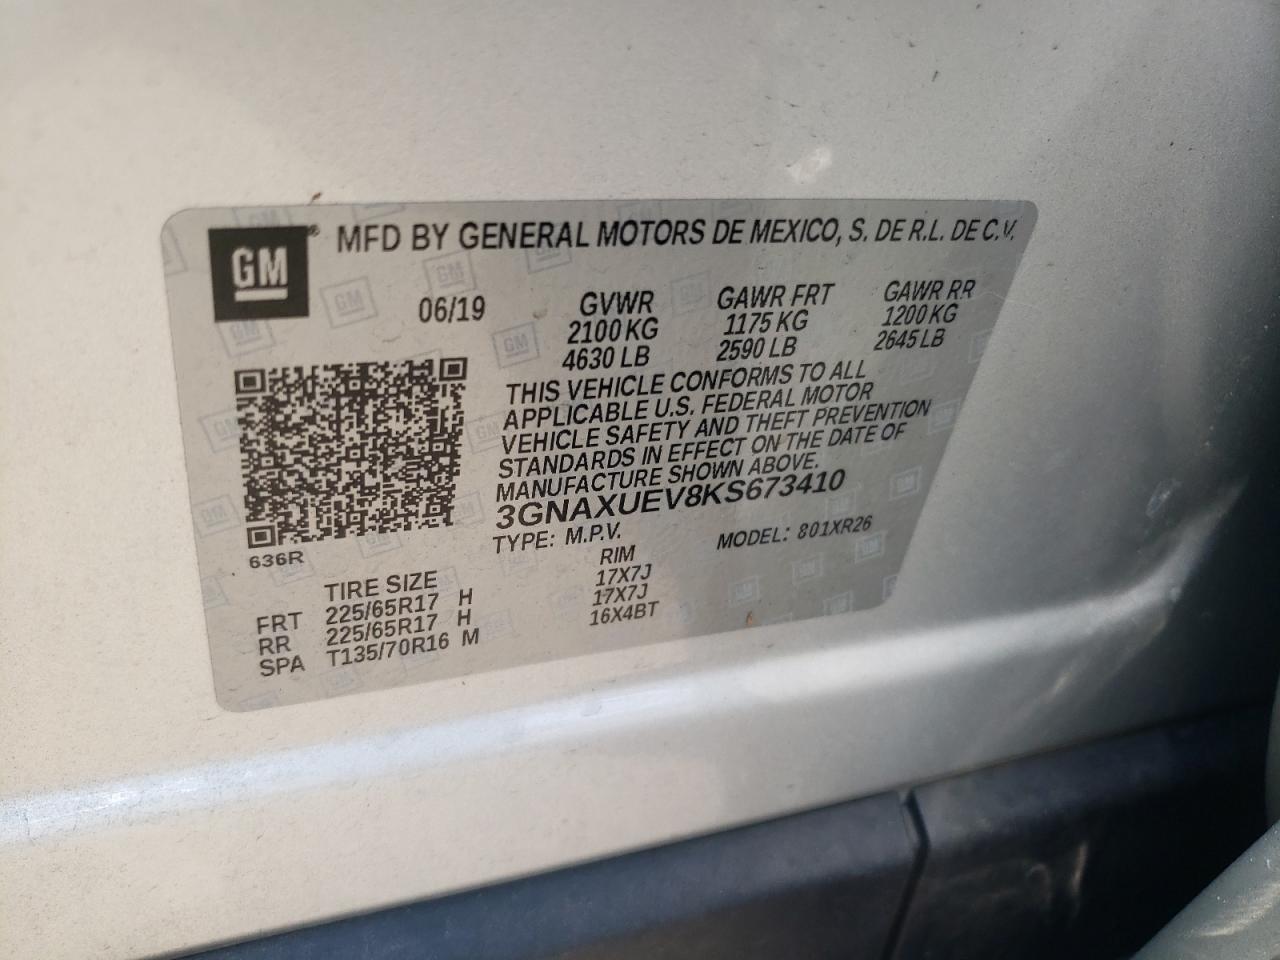 GM® MFD BY GENERAL MOTORS DE MEXICO, S. DE R.L. DE C.V.
06/19 GVWR GAWR FRT GAWR RR
2100 KG 1175 KG 1200 KG
4630 LB 2590 LB 2645 LB
THIS VEHICLE CONFORMS TO ALL
APPLICABLE U.S. FEDERAL MOTOR
VEHICLE SAFETY AND THEFT PREVENTION
STANDARDS IN EFFECT ON THE DATE OF
MANUFACTURE SHOWN ABOVE.
3GNAXUEV8KS673410
TYPE: M.P.V. MODEL: 801XR26
636R
TIRE SIZE RIM
FRT 225/65R17 H 17X7J
RR 225/65R17 H 17X7J
SPA T135/70R16 M 16X4BT